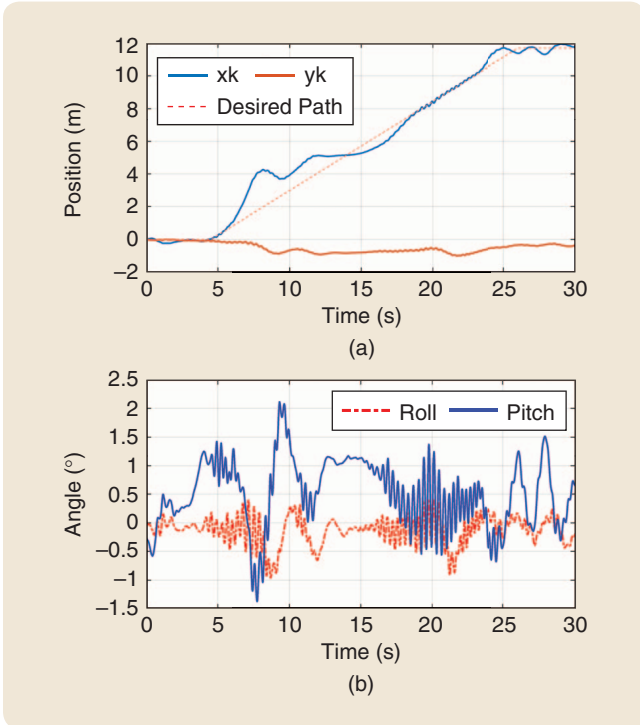 12
10
8
6
4
2
0
−2
Position (m)
xk yk
Desired Path
0 5 10 15 20 25 30
Time (s)
(a)
2.5
2
1.5
1
0.5
0
−0.5
−1
−1.5
Angle (°)
Roll Pitch
0 5 10 15 20 25 30
Time (s)
(b)